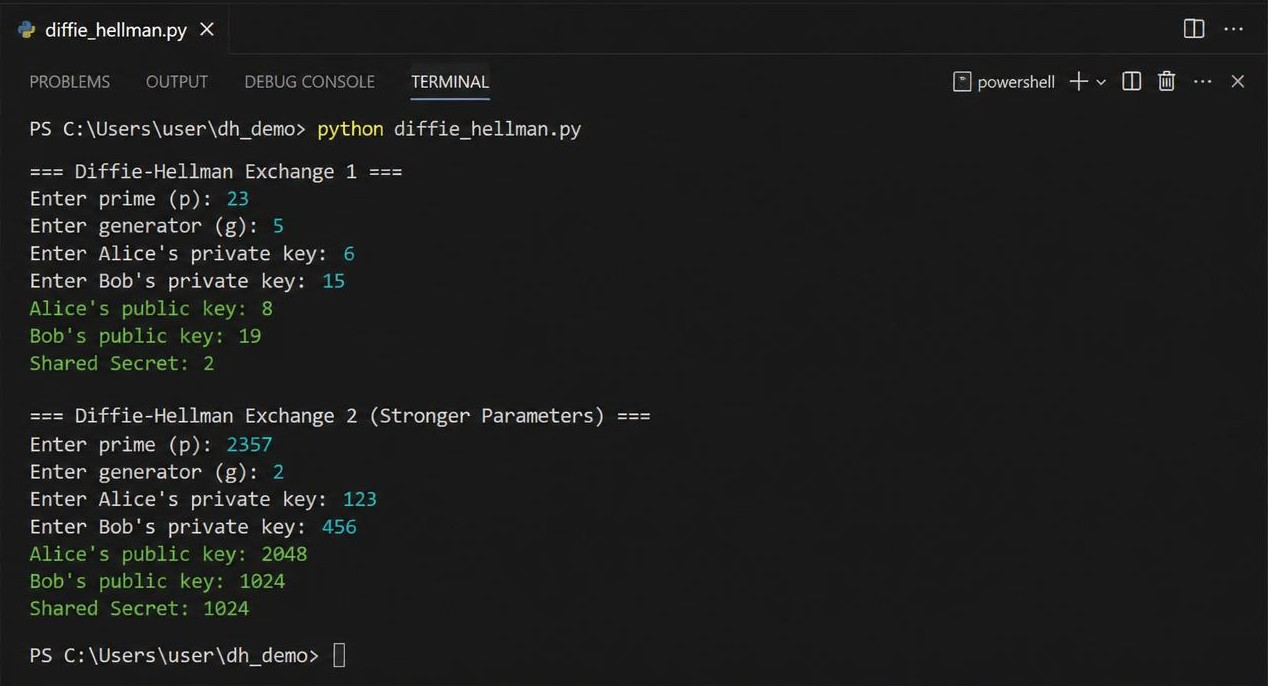 diffie_hellman.py
PROBLEMS OUTPUT DEBUG CONSOLE TERMINAL powershell
PS C:\Users\user\dh_demo> python diffie_hellman.py
=== Diffie-Hellman Exchange 1 ===
Enter prime (p): 23
Enter generator (g): 5
Enter Alice's private key: 6
Enter Bob's private key: 15
Alice's public key: 8
Bob's public key: 19
Shared Secret: 2
=== Diffie-Hellman Exchange 2 (Stronger Parameters) ===
Enter prime (p): 2357
Enter generator (g): 2
Enter Alice's private key: 123
Enter Bob's private key: 456
Alice's public key: 2048
Bob's public key: 1024
Shared Secret: 1024
PS C:\Users\user\dh_demo>